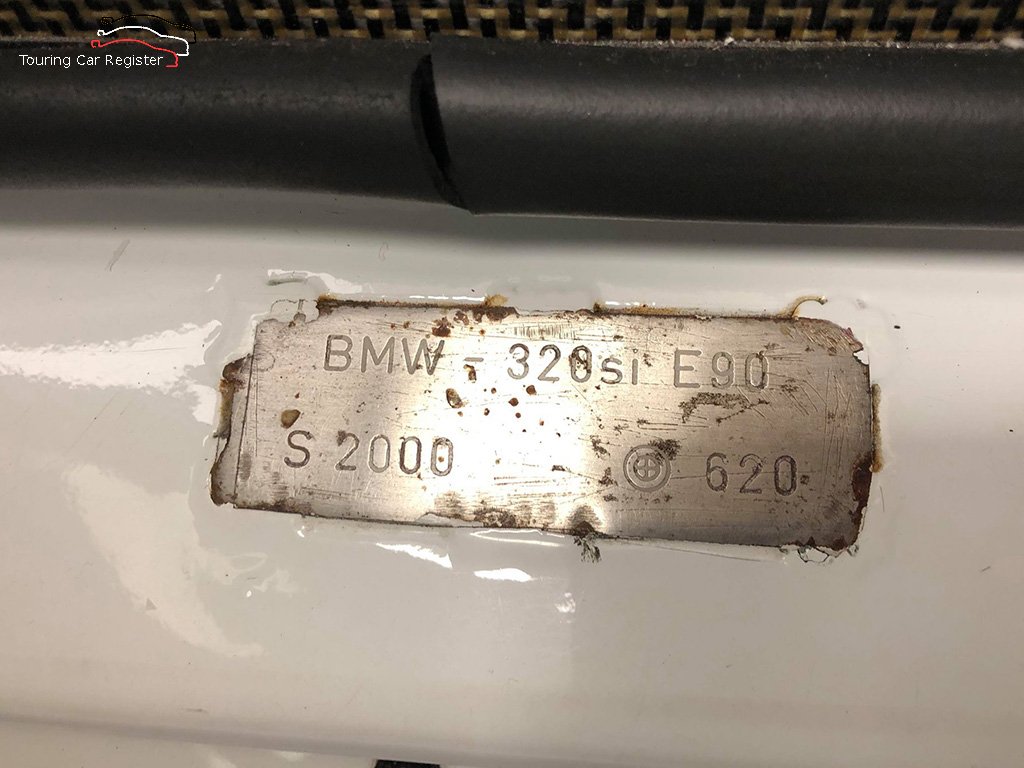 Touring Car Register
BMW - 320si E90
S 2000 620